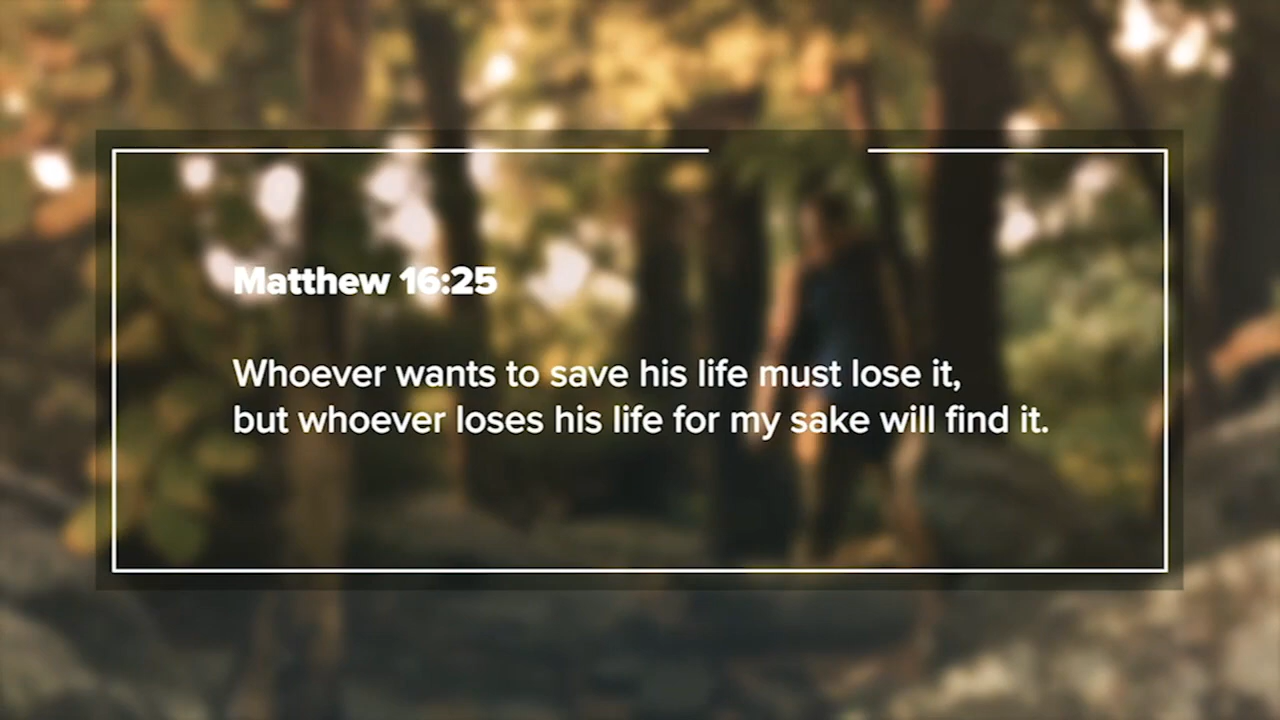 Matthew 16:25
Whoever wants to save his life must lose it,
but whoever loses his life for my sake will find it.